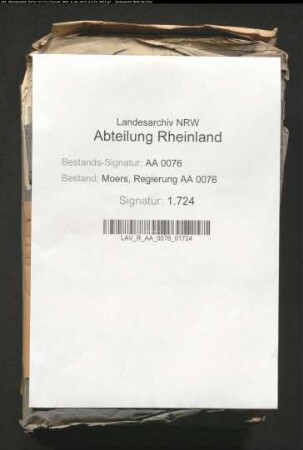 Landesarchiv NRW
Abteilung Rheinland
Bestands-Signatur: AA 0076
Bestand: Moers, Regierung AA 0076
Signatur: 1.724
LAV_R_AA_0076_01724